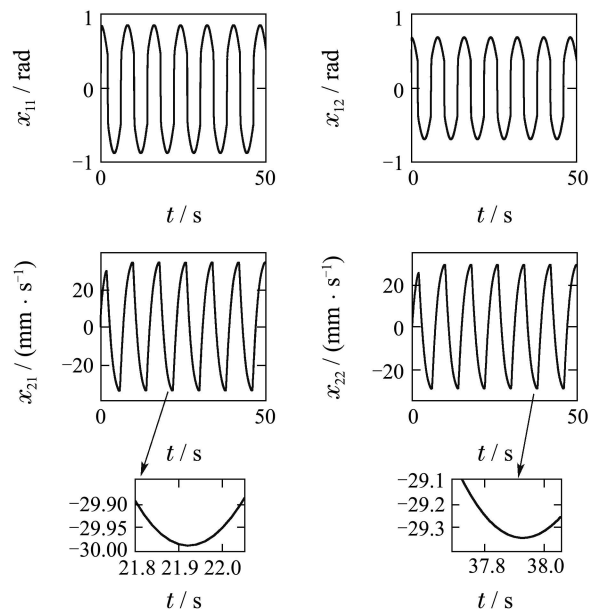 1
0
−1
x₁₁ / rad
0
50
t / s
1
0
−1
x₁₂ / rad
0
50
t / s
20
0
−20
x₂₁ / (mm · s⁻¹)
0
50
t / s
20
0
−20
x₂₂ / (mm · s⁻¹)
0
50
t / s
−29.90
−29.95
−30.00
21.8 21.9 22.0
t / s
−29.1
−29.2
−29.3
37.8 38.0
t / s